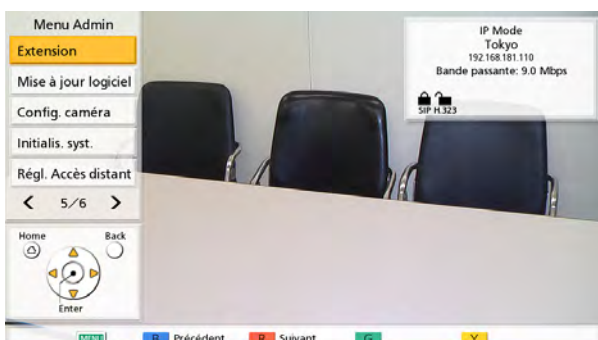 Menu Admin
Extension
Mise à jour logiciel
Config. caméra
Initialis. syst.
Régl. Accès distant
5/6
IP Mode
Tokyo
192.168.181.110
Bande passante: 9.0 Mbps
SIP H.323
Home
Back
Enter
MENU B Précédent R Suivant G Y